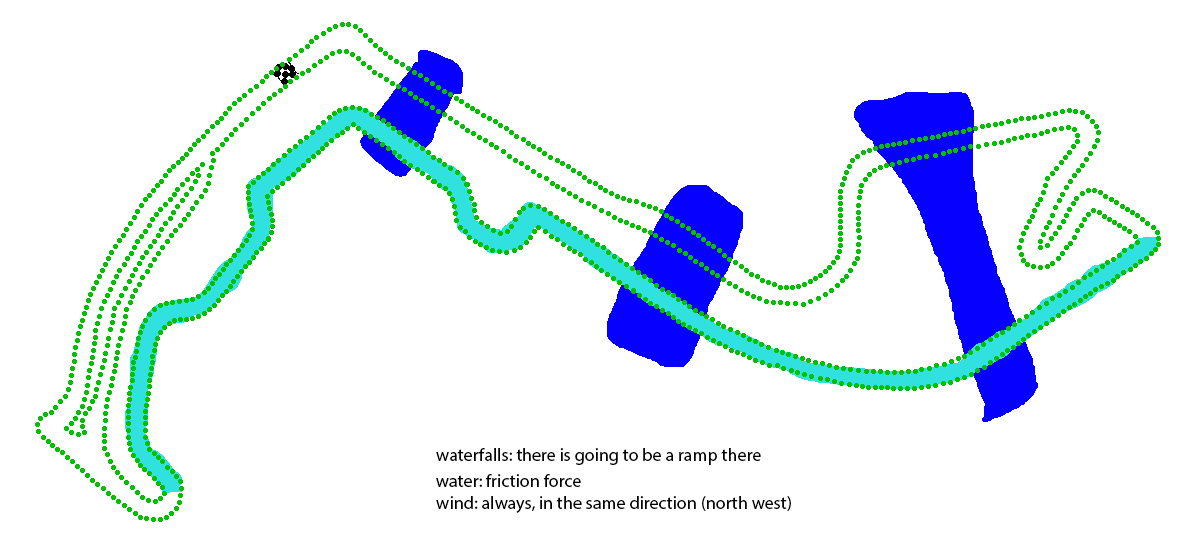 waterfalls: there is going to be a ramp there
water: friction force
wind: always, in the same direction (north west)